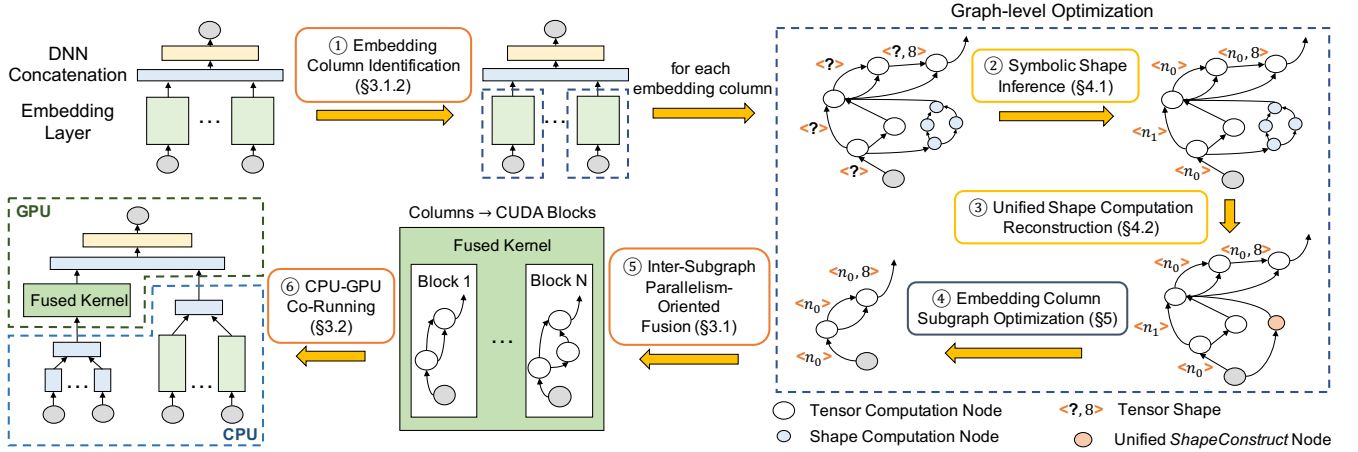 Graph-level Optimization
DNN
Concatenation
Embedding
Layer
...
① Embedding
Column Identification
(§3.1.2)
...
for each
embedding column
<?>
<?, 8>
<?>
<?>
② Symbolic Shape
Inference (§4.1)
<n₀>
<n₀, 8>
<n₁>
<n₀>
③ Unified Shape Computation
Reconstruction (§4.2)
<n₀>
<n₀, 8>
<n₁>
<n₀>
④ Embedding Column
Subgraph Optimization (§5)
<n₀, 8>
<n₀>
<n₀>
⑤ Inter-Subgraph
Parallelism-
Oriented
Fusion (§3.1)
Columns → CUDA Blocks
Fused Kernel
Block 1
...
Block N
⑥ CPU-GPU
Co-Running
(§3.2)
GPU
Fused Kernel
...
...
CPU
Tensor Computation Node
<?, 8> Tensor Shape
Shape Computation Node
Unified ShapeConstruct Node